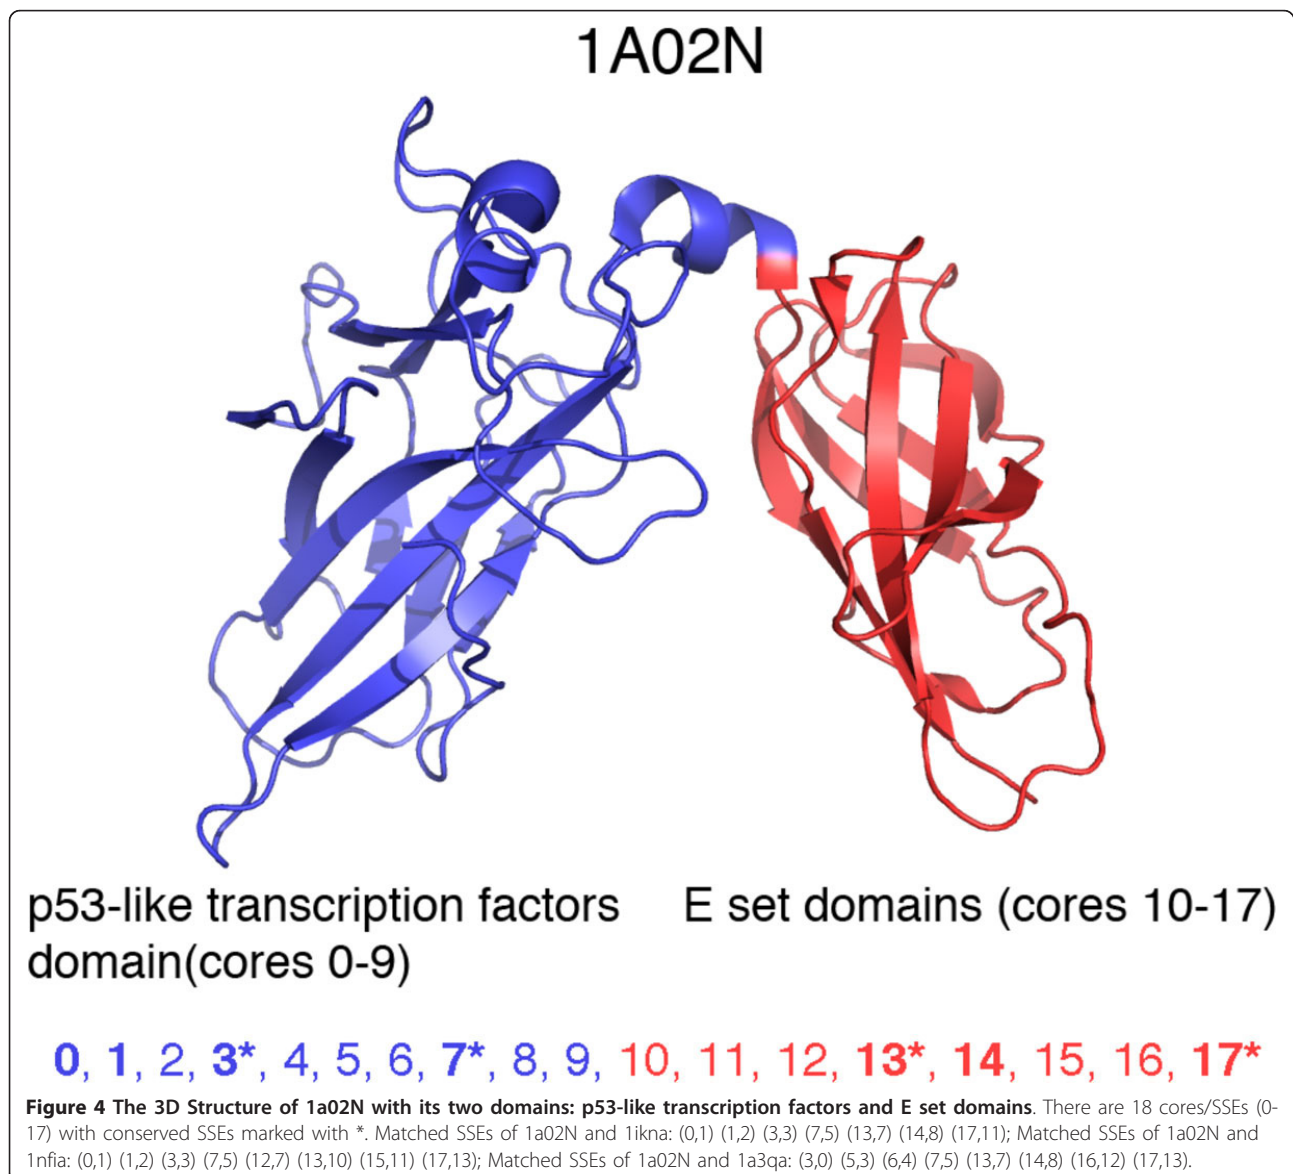 1A02N
p53-like transcription factors
domain(cores 0-9)
E set domains (cores 10-17)
0, 1, 2, 3*, 4, 5, 6, 7*, 8, 9, 10, 11, 12, 13*, 14, 15, 16, 17*
Figure 4 The 3D Structure of 1a02N with its two domains: p53-like transcription factors and E set domains. There are 18 cores/SSEs (0-
17) with conserved SSEs marked with *. Matched SSEs of 1a02N and 1ikna: (0,1) (1,2) (3,3) (7,5) (13,7) (14,8) (17,11); Matched SSEs of 1a02N and
1nfia: (0,1) (1,2) (3,3) (7,5) (12,7) (13,10) (15,11) (17,13); Matched SSEs of 1a02N and 1a3qa: (3,0) (5,3) (6,4) (7,5) (13,7) (14,8) (16,12) (17,13).